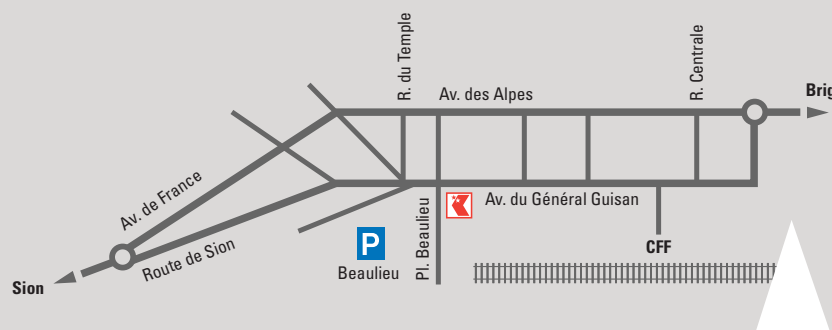 R. du Temple
R. Centrale
Av. des Alpes
Brig
Av. de France
Av. du Général Guisan
Pl. Beaulieu
P
Beaulieu
Route de Sion
CFF
Sion